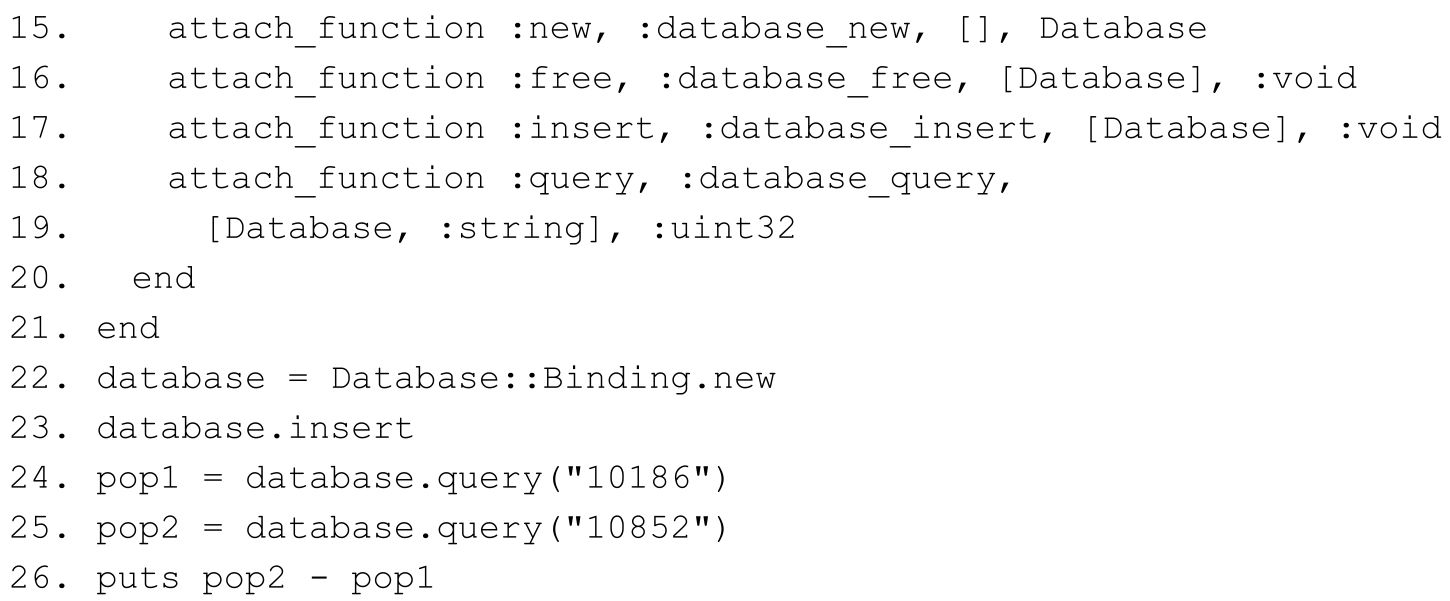 15.    attach_function :new, :database_new, [], Database
16.    attach_function :free, :database_free, [Database], :void
17.    attach_function :insert, :database_insert, [Database], :void
18.    attach_function :query, :database_query,
19.      [Database, :string], :uint32
20.  end
21. end
22. database = Database::Binding.new
23. database.insert
24. pop1 = database.query("10186")
25. pop2 = database.query("10852")
26. puts pop2 - pop1